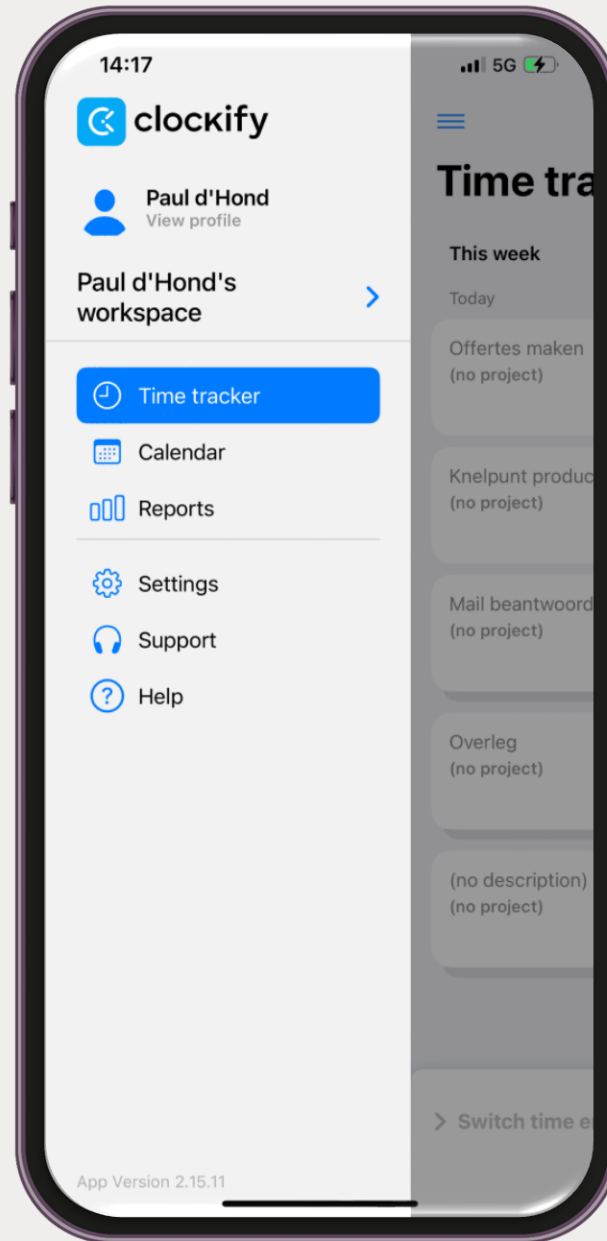 14:17
5G
clockify
Paul d'Hond
View profile
Paul d'Hond's
workspace
Time tracker
Calendar
Reports
Settings
Support
Help
App Version 2.15.11
Time tra
This week
Today
Offertes maken
(no project)
Knelpunt produc
(no project)
Mail beantwoord
(no project)
Overleg
(no project)
(no description)
(no project)
Switch time e